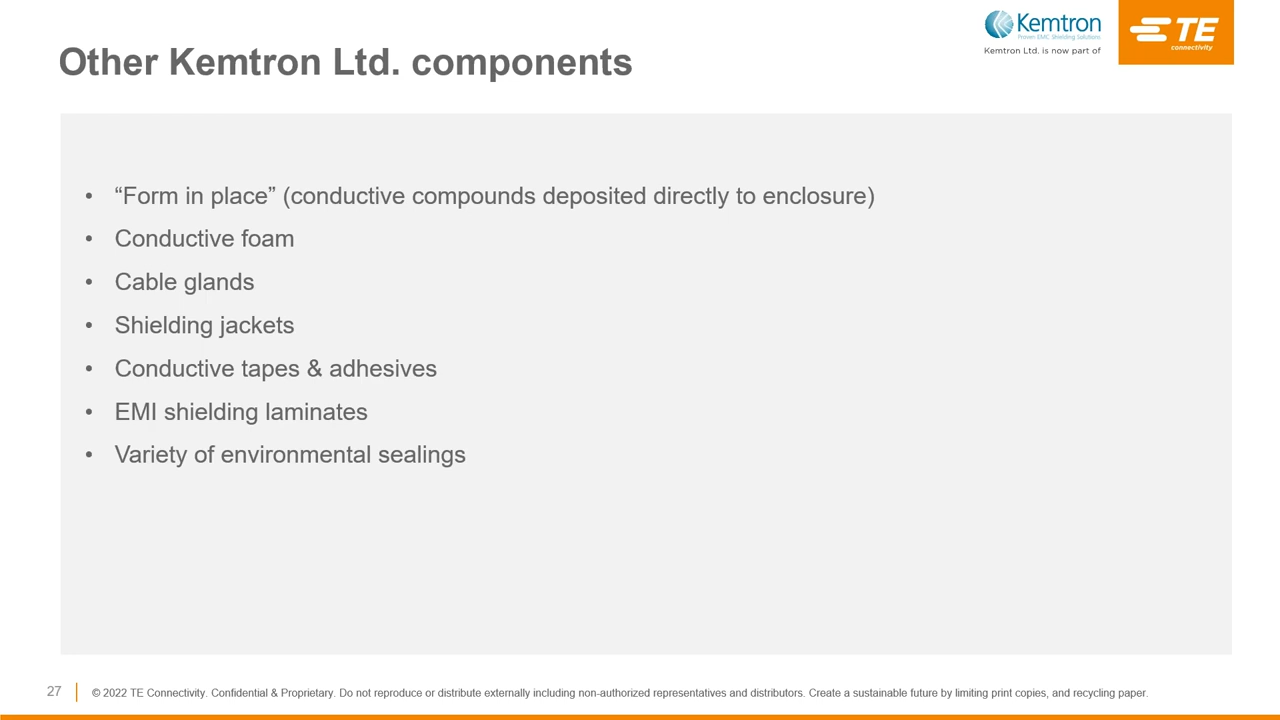 Kemtron
Proven EMC Shielding Solutions
Kemtron Ltd. is now part of
TE
connectivity
Other Kemtron Ltd. components
• “Form in place” (conductive compounds deposited directly to enclosure)
• Conductive foam
• Cable glands
• Shielding jackets
• Conductive tapes & adhesives
• EMI shielding laminates
• Variety of environmental sealings
27
© 2022 TE Connectivity. Confidential & Proprietary. Do not reproduce or distribute externally including non-authorized representatives and distributors. Create a sustainable future by limiting print copies, and recycling paper.